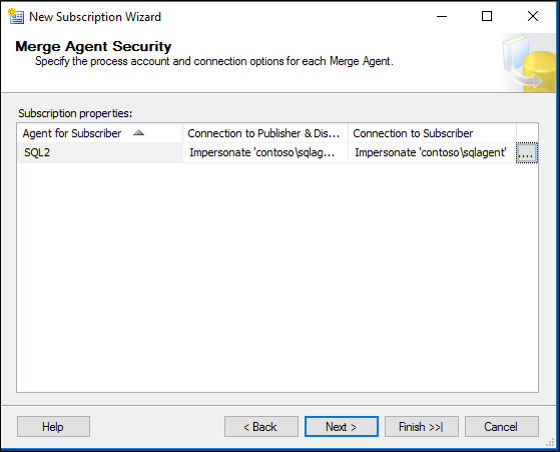 New Subscription Wizard
Merge Agent Security
Specify the process account and connection options for each Merge Agent.
Subscription properties:
Agent for Subscriber Connection to Publisher & Dis... Connection to Subscriber
SQL2 Impersonate 'contoso\sqlag... Impersonate 'contoso\sqlagent' ....
Help < Back Next > Finish >>| Cancel